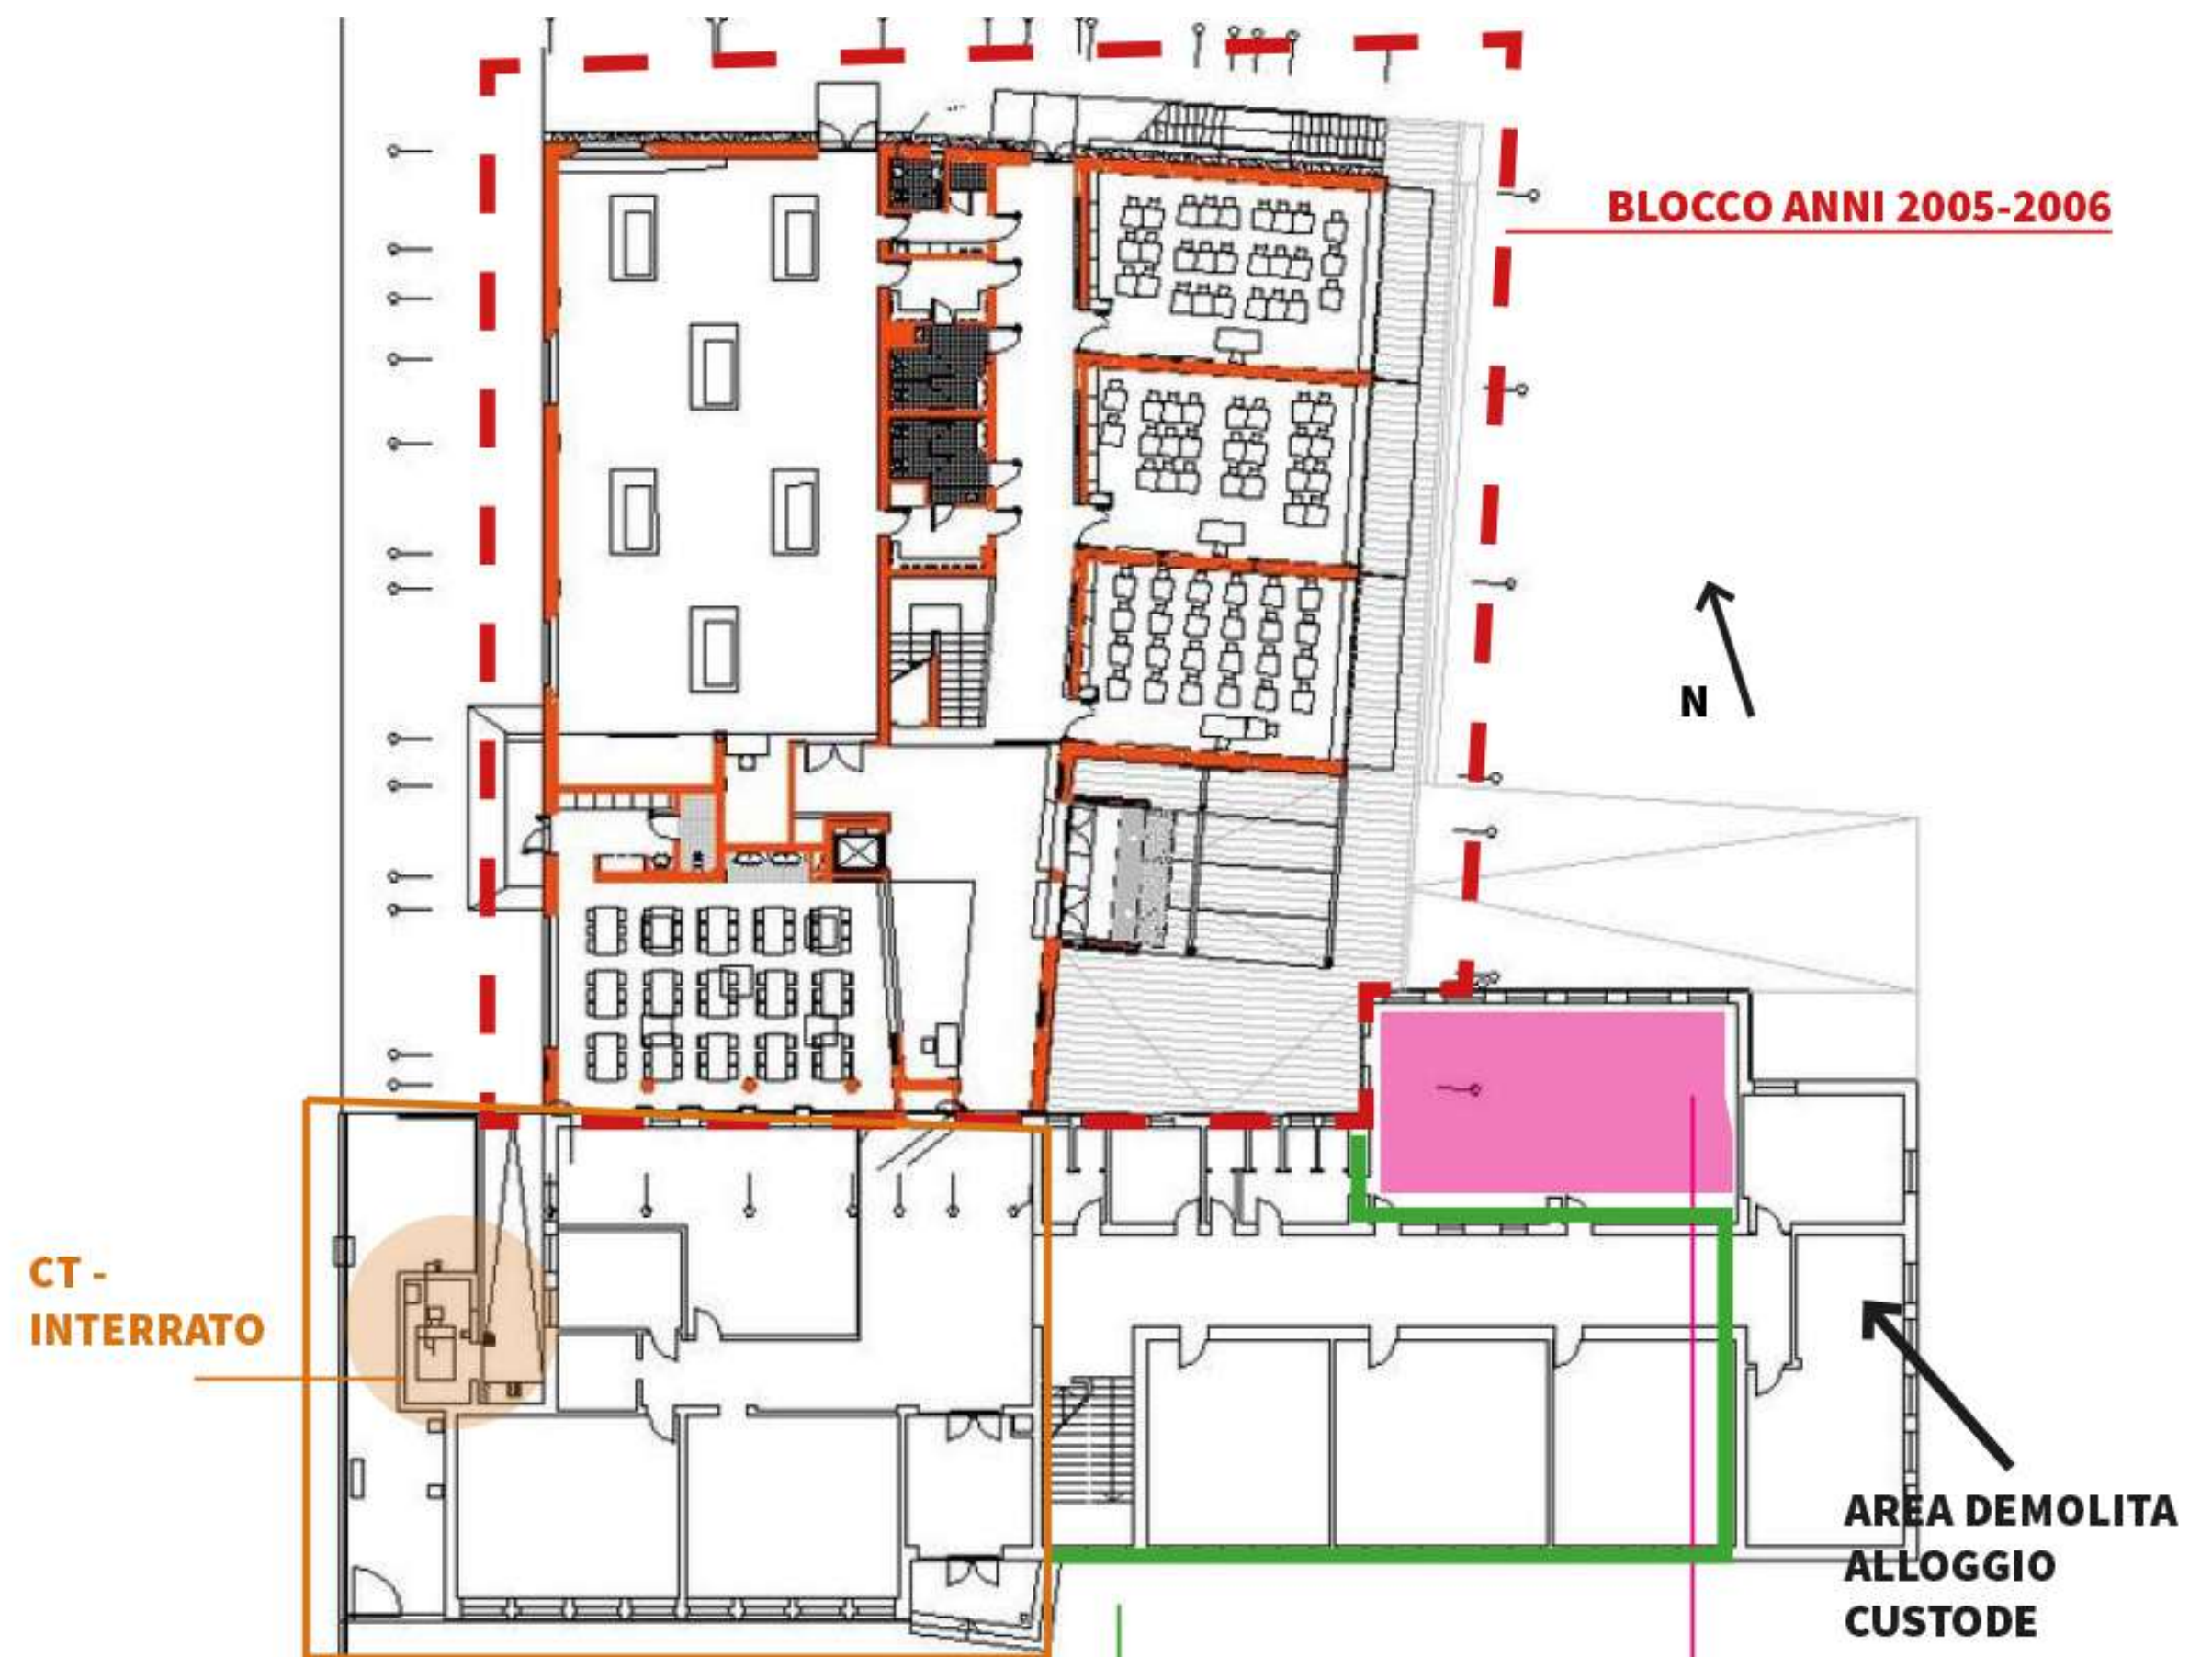 BLOCCO ANNI 2005-2006
N
CT -
INTERRATO
AREA DEMOLITA
ALLOGGIO
CUSTODE